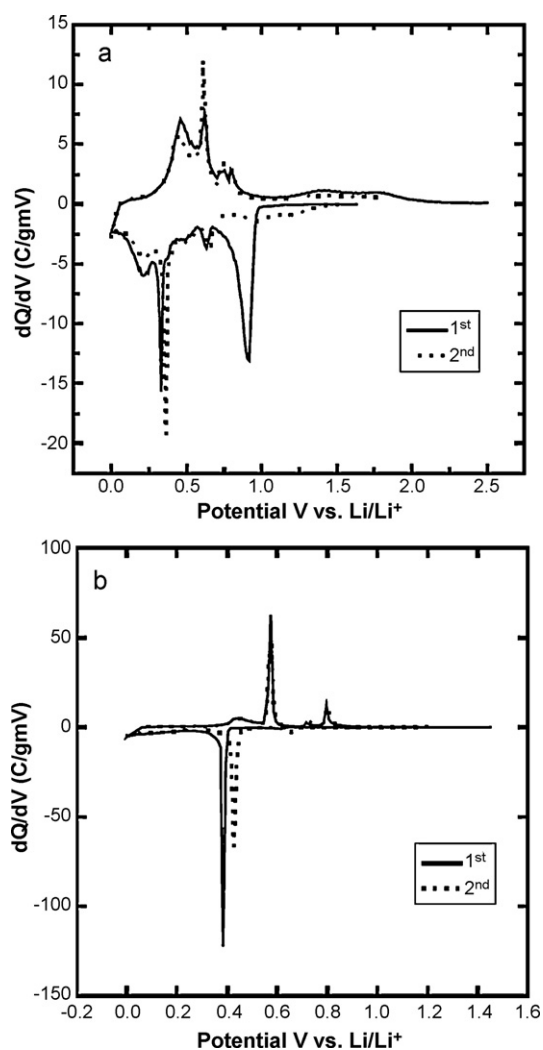 a
15
10
5
0
-5
-10
-15
-20
dQ/dV (C/gmV)
1st
2nd
0.0 0.5 1.0 1.5 2.0 2.5
Potential V vs. Li/Li⁺
b
100
50
0
-50
-100
-150
dQ/dV (C/gmV)
1st
2nd
-0.2 0.0 0.2 0.4 0.6 0.8 1.0 1.2 1.4 1.6
Potential V vs. Li/Li⁺